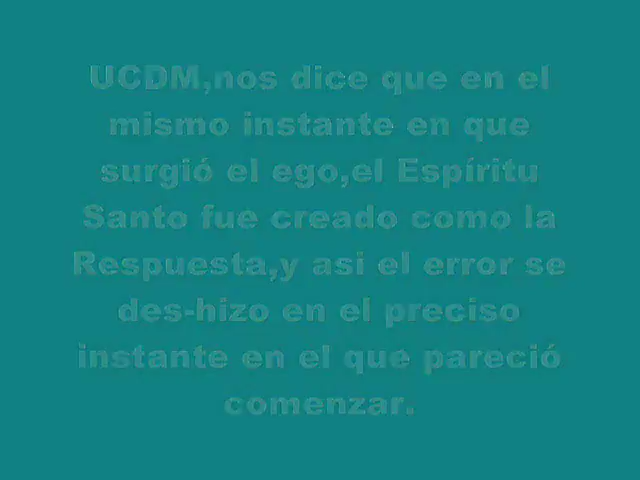 UCDM,nos dice que en el
mismo instante en que
surgió el ego,el Espíritu
Santo fue creado como la
Respuesta,y asi el error se
des-hizo en el preciso
instante en el que pareció
comenzar.